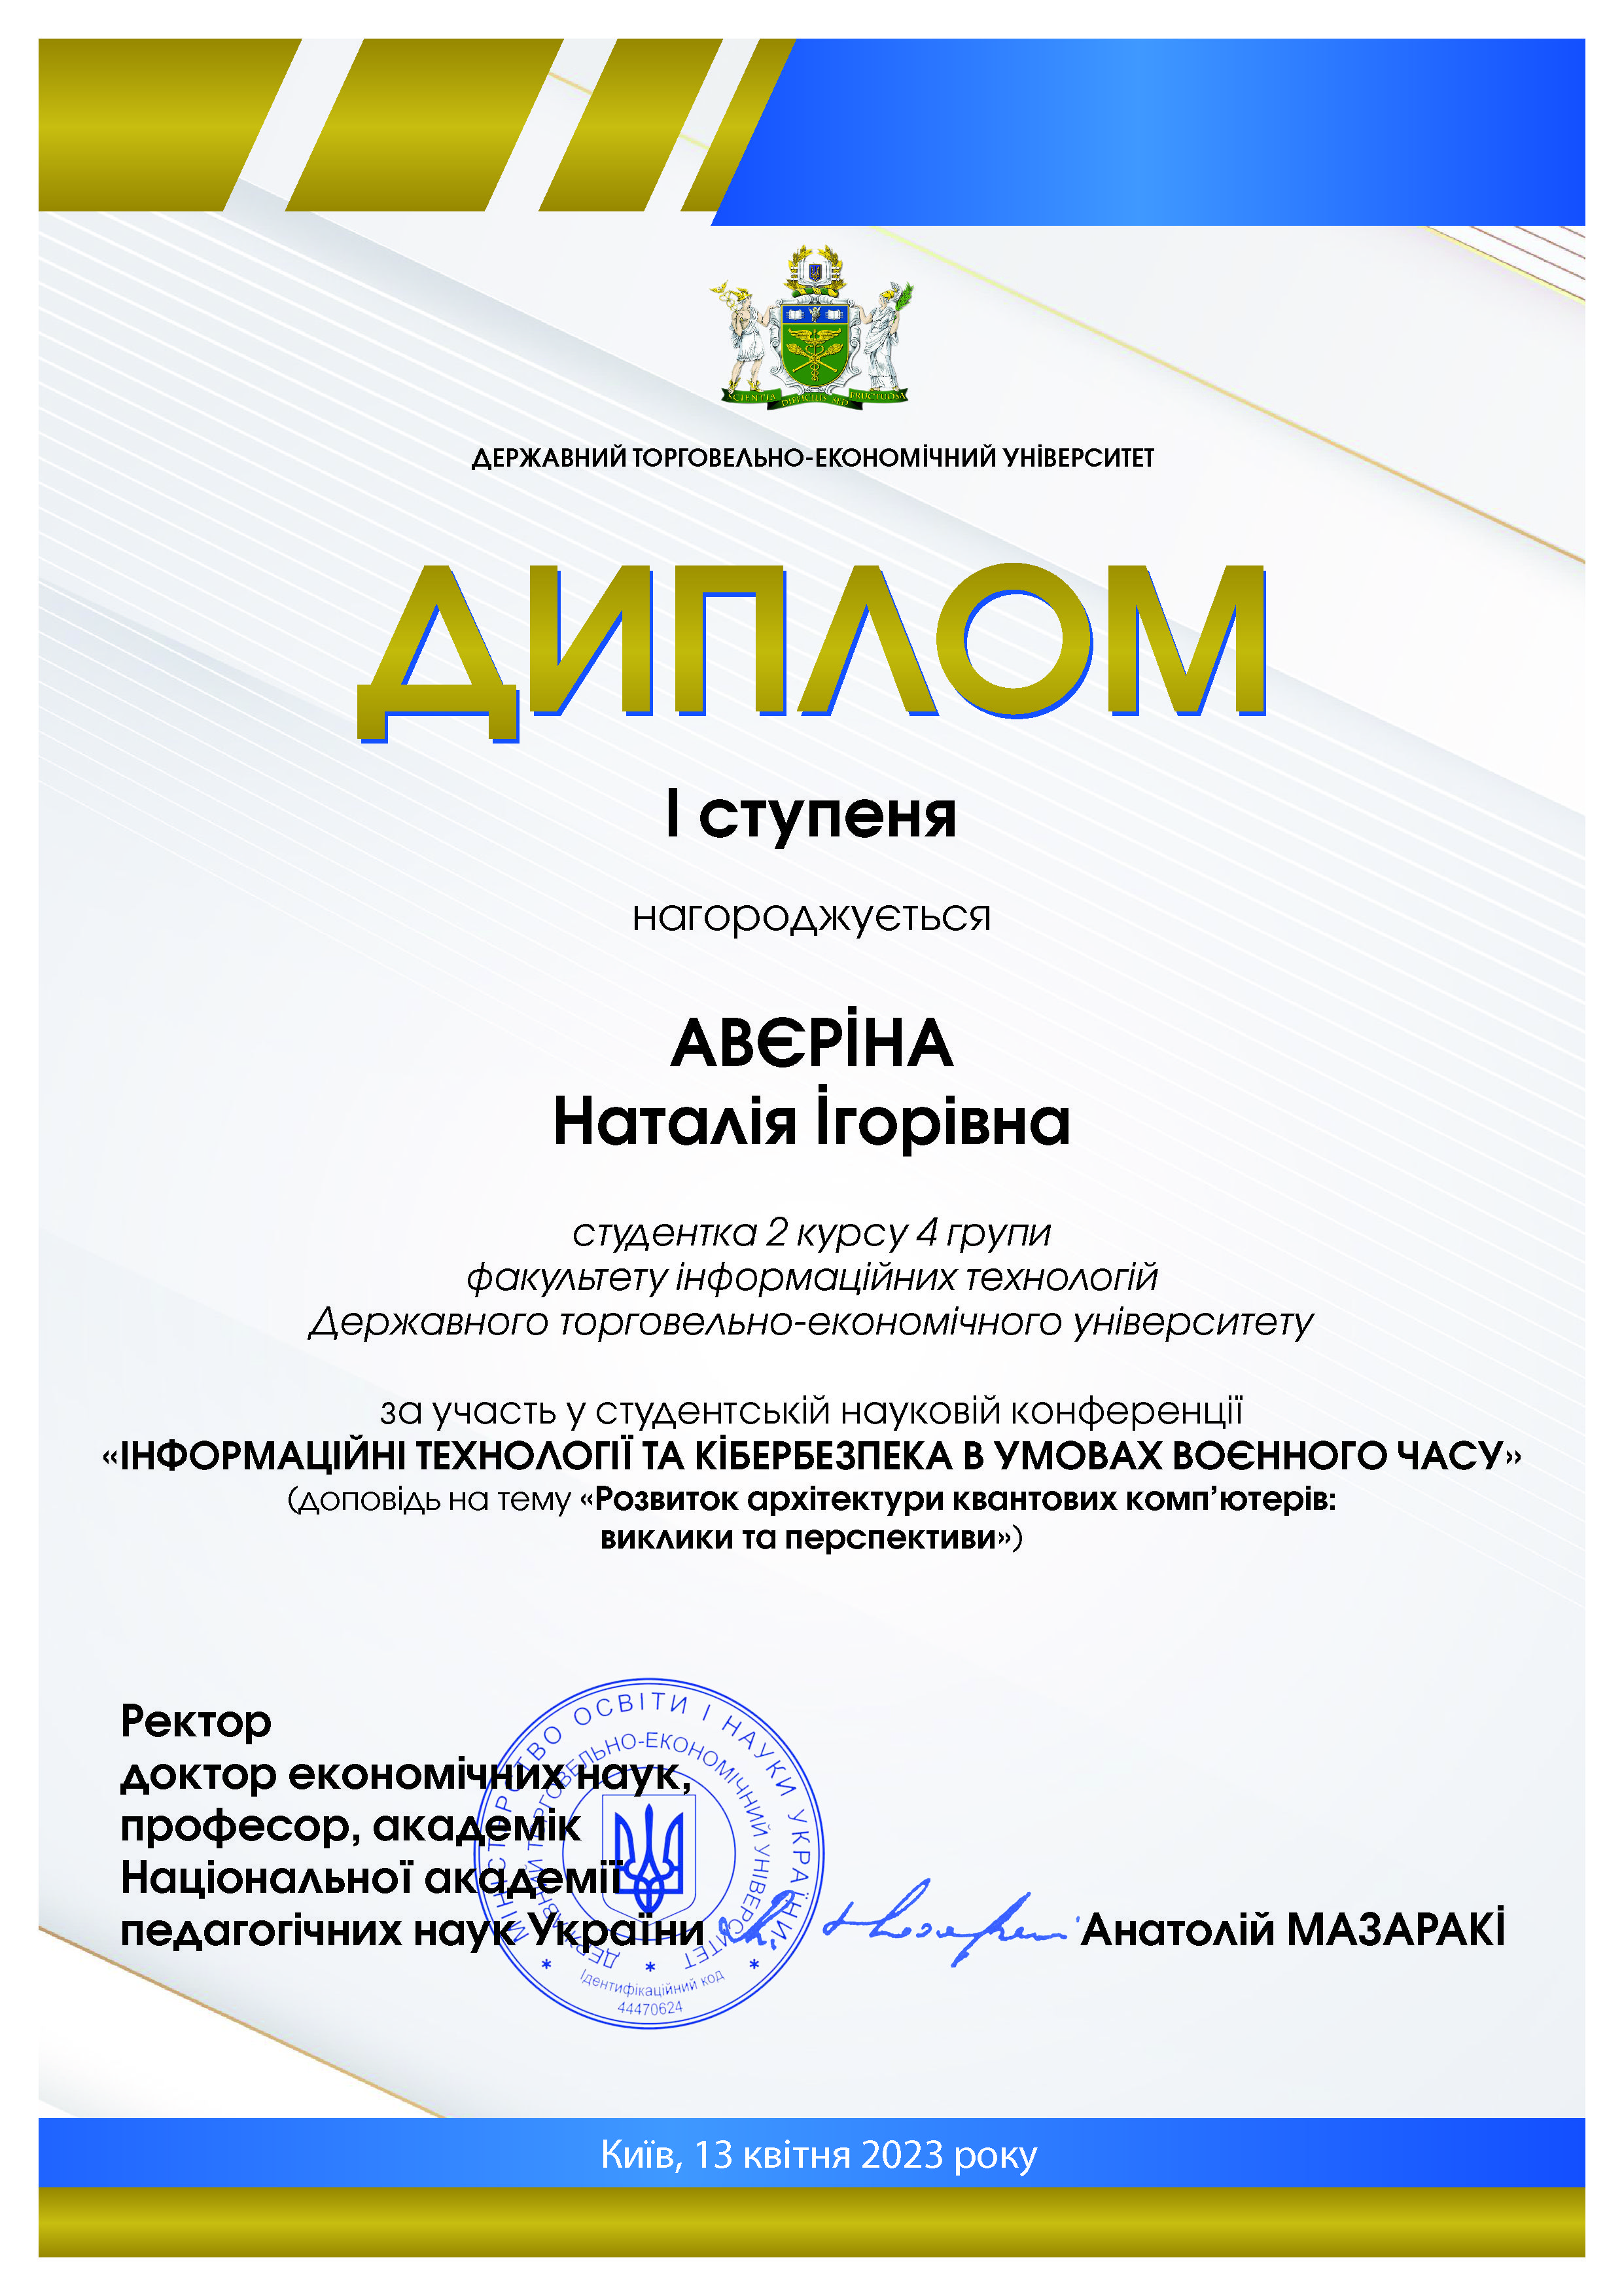 SCIENTIA DIFFICILIS SED FRUCTUOSA
ДЕРЖАВНИЙ ТОРГОВЕЛЬНО-ЕКОНОМІЧНИЙ УНІВЕРСИТЕТ
ДИПЛОМ
І ступеня
нагороджується
АВЄРІНА
Наталія Ігорівна
студентка 2 курсу 4 групи
факультету інформаційних технологій
Державного торговельно-економічного університету
за участь у студентській науковій конференції
«ІНФОРМАЦІЙНІ ТЕХНОЛОГІЇ ТА КІБЕРБЕЗПЕКА В УМОВАХ ВОЄННОГО ЧАСУ»
(доповідь на тему «Розвиток архітектури квантових комп’ютерів:
виклики та перспективи»)
Ректор
доктор економічних наук,
професор, академік
Національної академії
педагогічних наук України
Анатолій МАЗАРАКІ
МІНІСТЕРСТВО ОСВІТИ І НАУКИ УКРАЇНИ
ДЕРЖАВНИЙ ТОРГОВЕЛЬНО-ЕКОНОМІЧНИЙ УНІВЕРСИТЕТ
Ідентифікаційний код
44470624
Київ, 13 квітня 2023 року